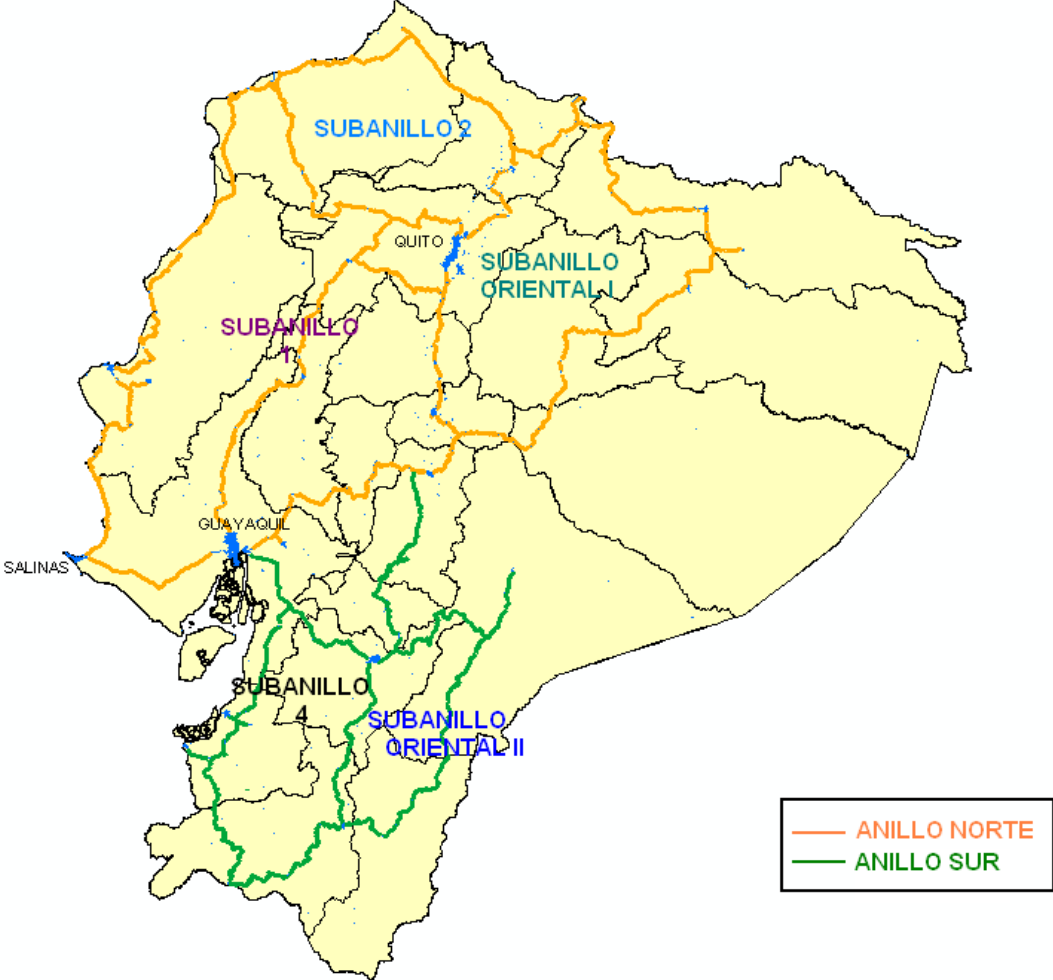 SUBANILLO 2
QUITO
SUBANILLO
ORIENTAL I
SUBANILLO
1
GUAYAQUIL
SALINAS
SUBANILLO
4
SUBANILLO
ORIENTAL II
ANILLO NORTE
ANILLO SUR